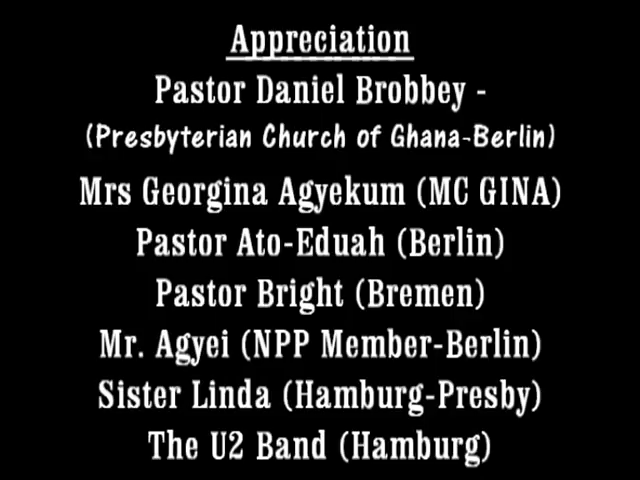 Appreciation
Pastor Daniel Brobbey -
(Presbyterian Church of Ghana-Berlin)
Mrs Georgina Agyekum (MC GINA)
Pastor Ato-Eduah (Berlin)
Pastor Bright (Bremen)
Mr. Agyei (NPP Member-Berlin)
Sister Linda (Hamburg-Presby)
The U2 Band (Hamburg)